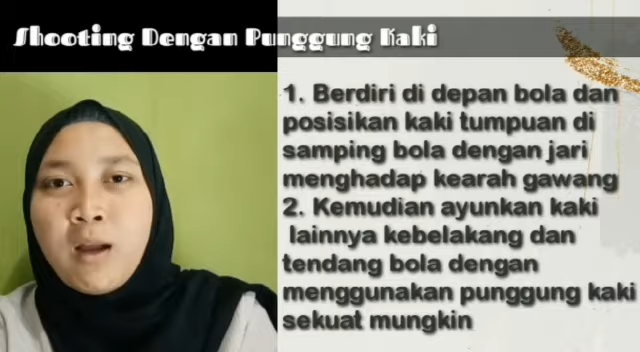 Shooting Dengan Punggung Kaki
1. Berdiri di depan bola dan
posisikan kaki tumpuan di
samping bola dengan jari
menghadap kearah gawang
2. Kemudian ayunkan kaki
lainnya kebelakang dan
tendang bola dengan
menggunakan punggung kaki
sekuat mungkin